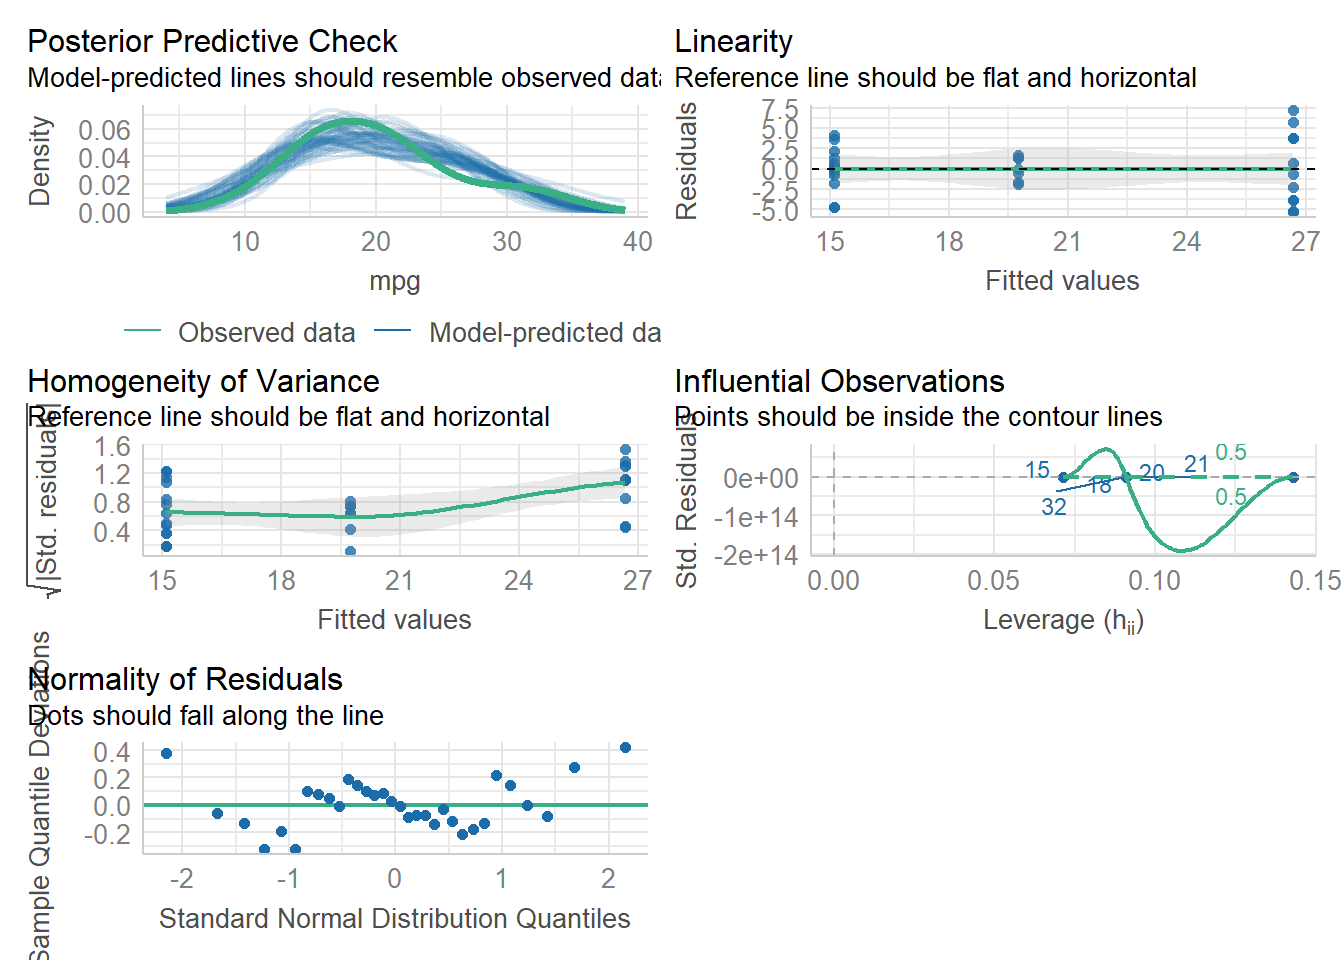 Posterior Predictive Check
Model-predicted lines should resemble observed data
Density
0.06
0.04
0.02
0.00
10 20 30 40
mpg
Observed data Model-predicted da
Linearity
Reference line should be flat and horizontal
Residuals
7.5
5.0
2.5
0.0
-2.5
-5.0
15 18 21 24 27
Fitted values
Homogeneity of Variance
Reference line should be flat and horizontal
√|Std. residuals|
1.6
1.2
0.8
0.4
15 18 21 24 27
Fitted values
Influential Observations
Points should be inside the contour lines
Std. Residuals
0e+00
-1e+14
-2e+14
15
32
18
20
21
0.5
0.5
0.00 0.05 0.10 0.15
Leverage (hii)
Normality of Residuals
Dots should fall along the line
Sample Quantile Deviations
0.4
0.2
0.0
-0.2
-2 -1 0 1 2
Standard Normal Distribution Quantiles